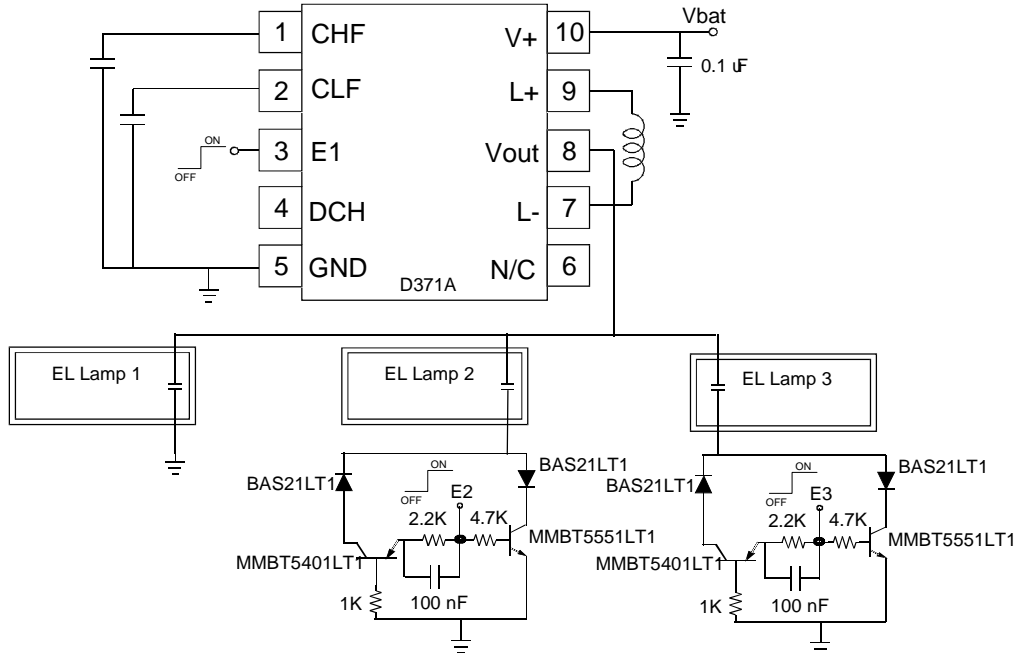 Vbat
1 CHF V+ 10
0.1 uF
2 CLF L+ 9
ON
3 E1 Vout 8
OFF
4 DCH L- 7
5 GND N/C 6
D371A
EL Lamp 1
EL Lamp 2
EL Lamp 3
BAS21LT1
ON
OFF
E2
BAS21LT1
2.2K
4.7K
MMBT5401LT1
MMBT5551LT1
1K
100 nF
BAS21LT1
ON
OFF
E3
BAS21LT1
2.2K
4.7K
MMBT5401LT1
MMBT5551LT1
1K
100 nF